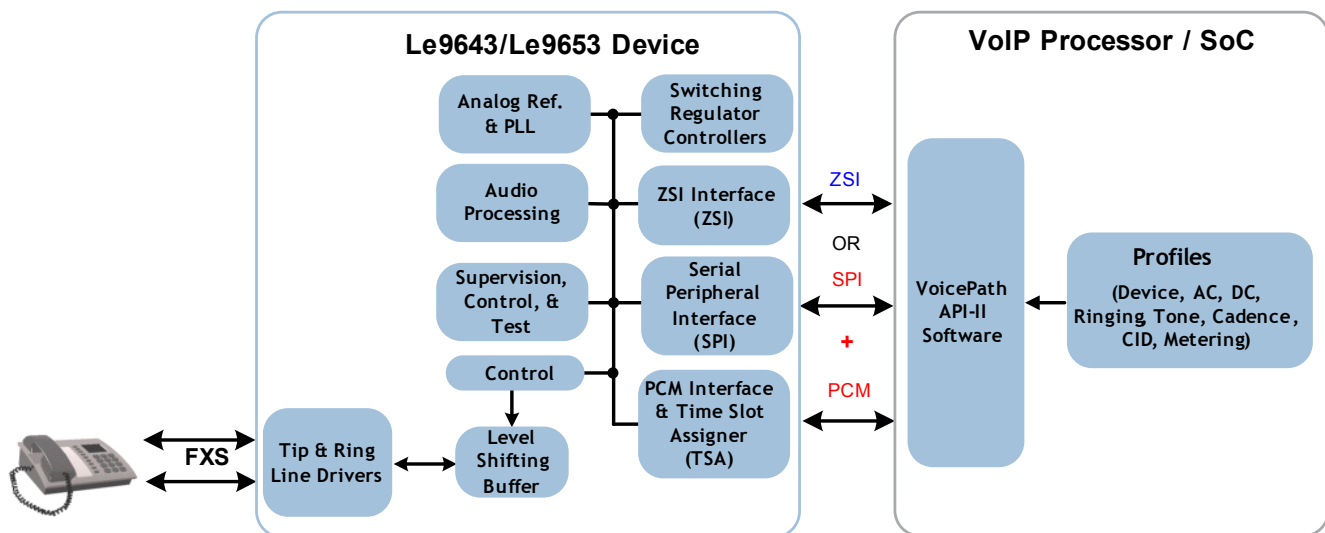 Le9643/Le9653 Device
VoIP Processor / SoC
Analog Ref.
& PLL
Switching
Regulator
Controllers
Audio
Processing
ZSI Interface
(ZSI)
Supervision,
Control, &
Test
Serial
Peripheral
Interface
(SPI)
Control
PCM Interface
& Time Slot
Assigner
(TSA)
Level
Shifting
Buffer
Tip & Ring
Line Drivers
FXS
ZSI
OR
SPI
+
PCM
VoicePath
API-II
Software
Profiles
(Device, AC, DC,
Ringing, Tone, Cadence,
CID, Metering)